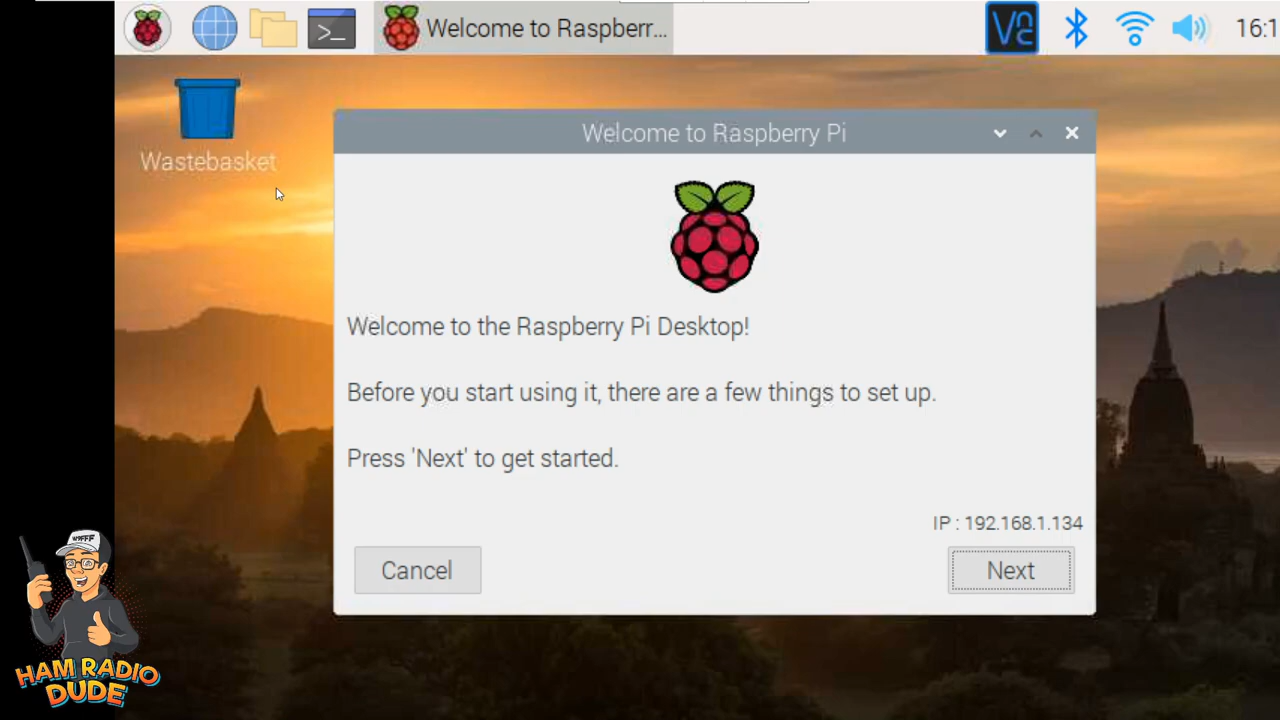 Welcome to Raspberr...
16:1
Wastebasket
Welcome to Raspberry Pi
Welcome to the Raspberry Pi Desktop!
Before you start using it, there are a few things to set up.
Press 'Next' to get started.
IP : 192.168.1.134
Cancel
Next
HAM RADIO
DUDE